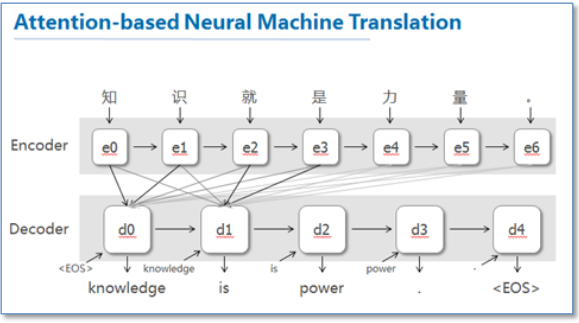 Attention-based Neural Machine Translation
知 识 就 是 力 量 。
Encoder e0 e1 e2 e3 e4 e5 e6
Decoder d0 d1 d2 d3 d4
<EOS> knowledge is power .
knowledge is power . <EOS>